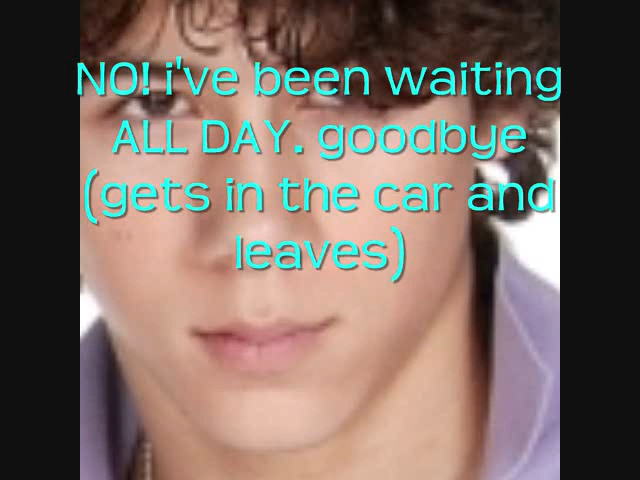 NO! i've been waiting
ALL DAY. goodbye
(gets in the car and
leaves)